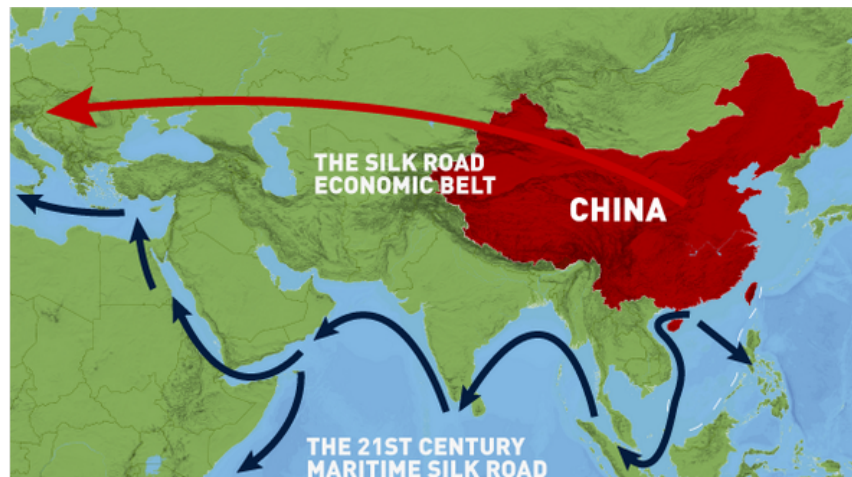 THE SILK ROAD
ECONOMIC BELT
CHINA
THE 21ST CENTURY
MARITIME SILK ROAD